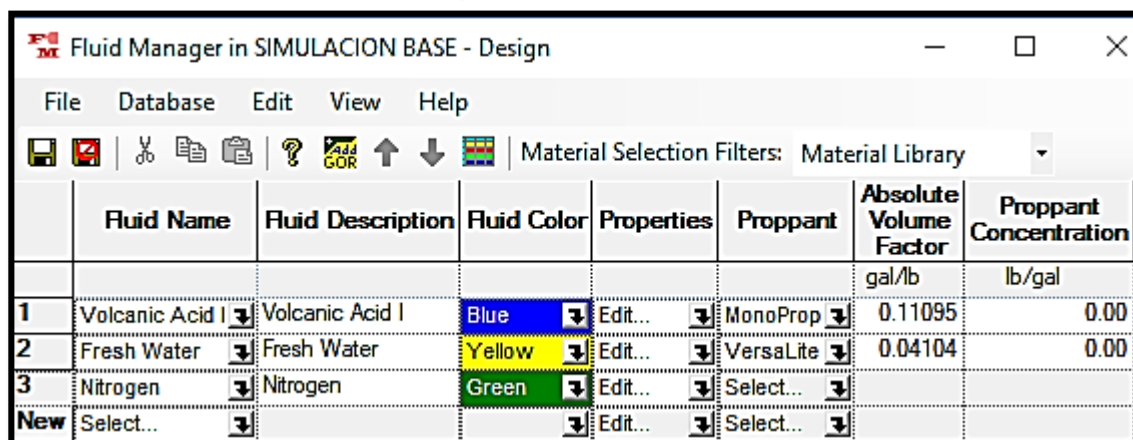 Fluid Manager in SIMULACION BASE - Design
File Database Edit View Help
Add GOR Material Selection Filters: Material Library
Fluid Name Fluid Description Fluid Color Properties Proppant Absolute Volume Factor Proppant Concentration
gal/lb lb/gal
1 Volcanic Acid I Volcanic Acid I Blue Edit... MonoProp 0.11095 0.00
2 Fresh Water Fresh Water Yellow Edit... VersaLite 0.04104 0.00
3 Nitrogen Nitrogen Green Edit... Select...
New Select... Edit... Select...